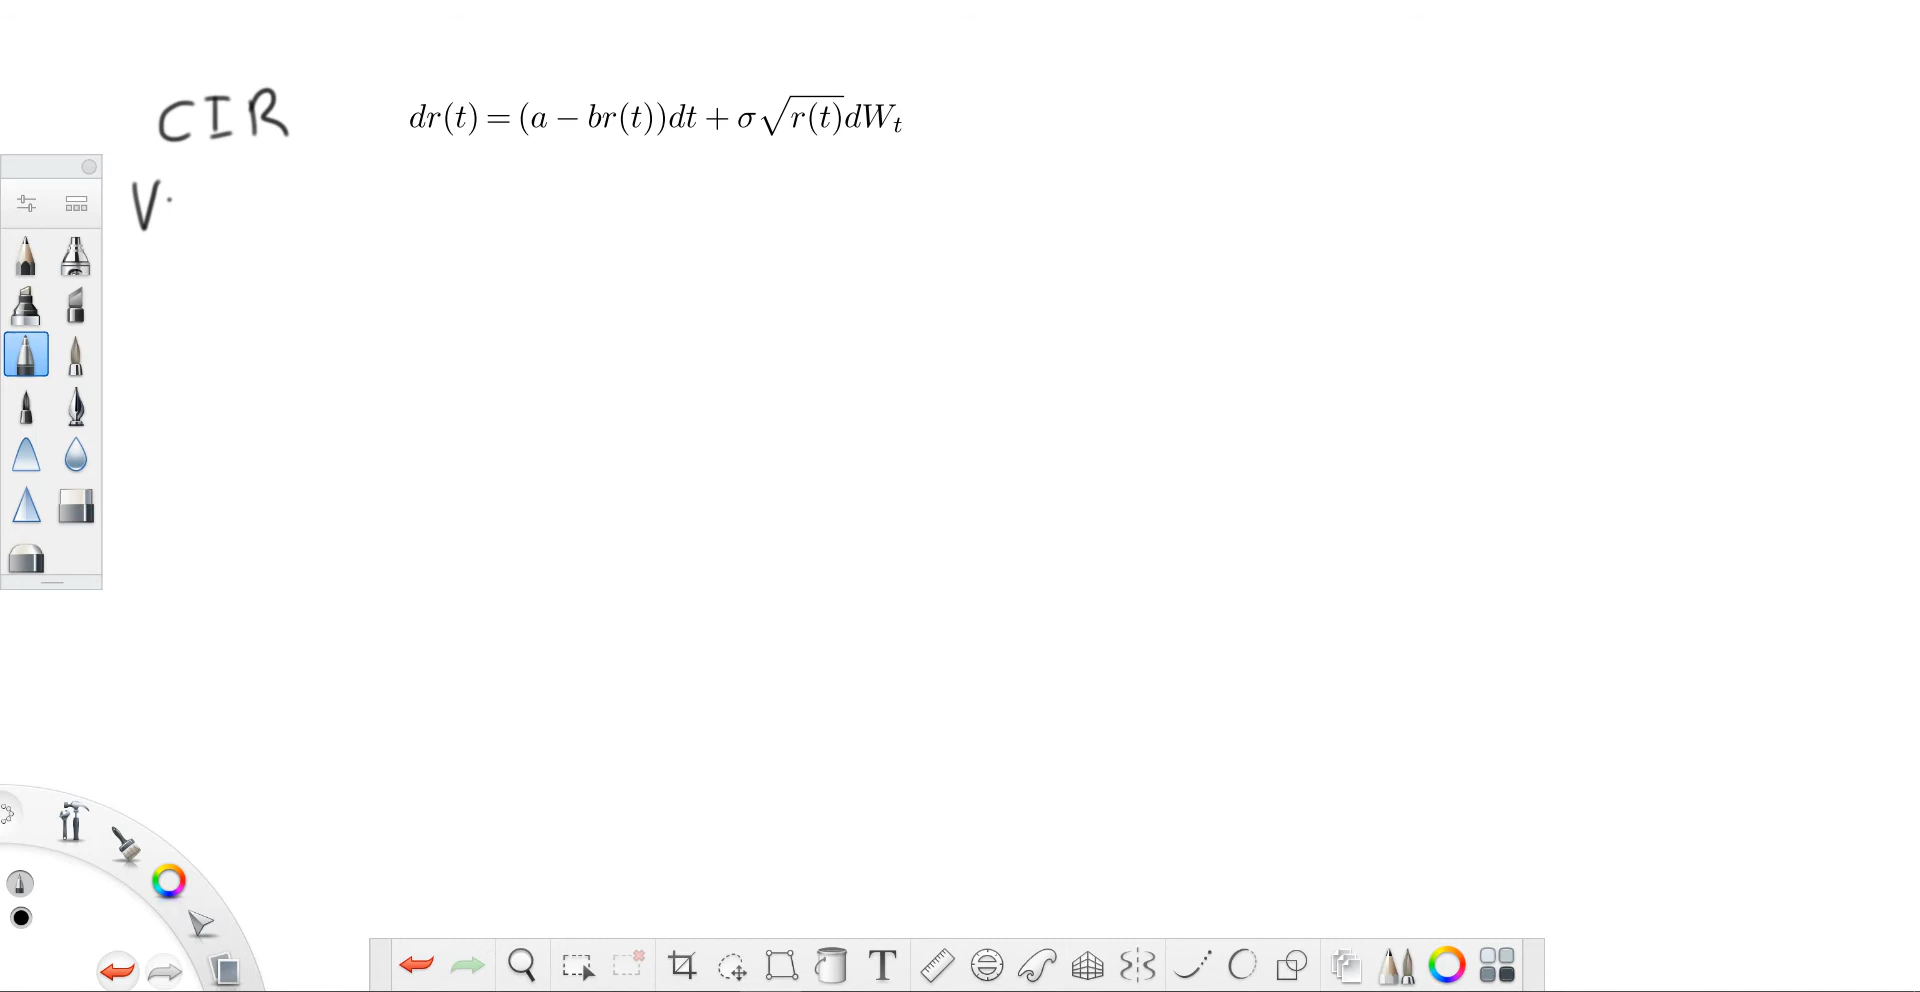 CIR dr(t) = (a − br(t))dt + σ√r(t)dW_t
V